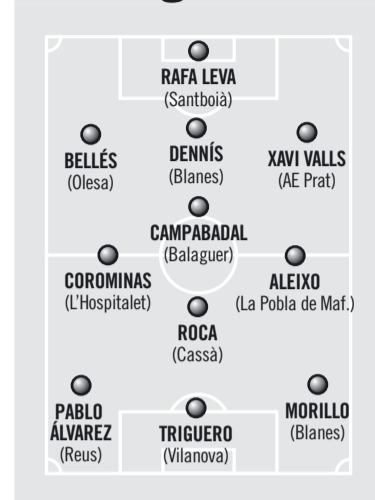 RAFA LEVA
(Santboià)
BELLÉS
(Olesa)
DENNÍS
(Blanes)
XAVI VALLS
(AE Prat)
CAMPABADAL
(Balaguer)
COROMINAS
(L'Hospitalet)
ALEIXO
(La Pobla de Maf.)
ROCA
(Cassà)
PABLO
ÁLVAREZ
(Reus)
TRIGUERO
(Vilanova)
MORILLO
(Blanes)